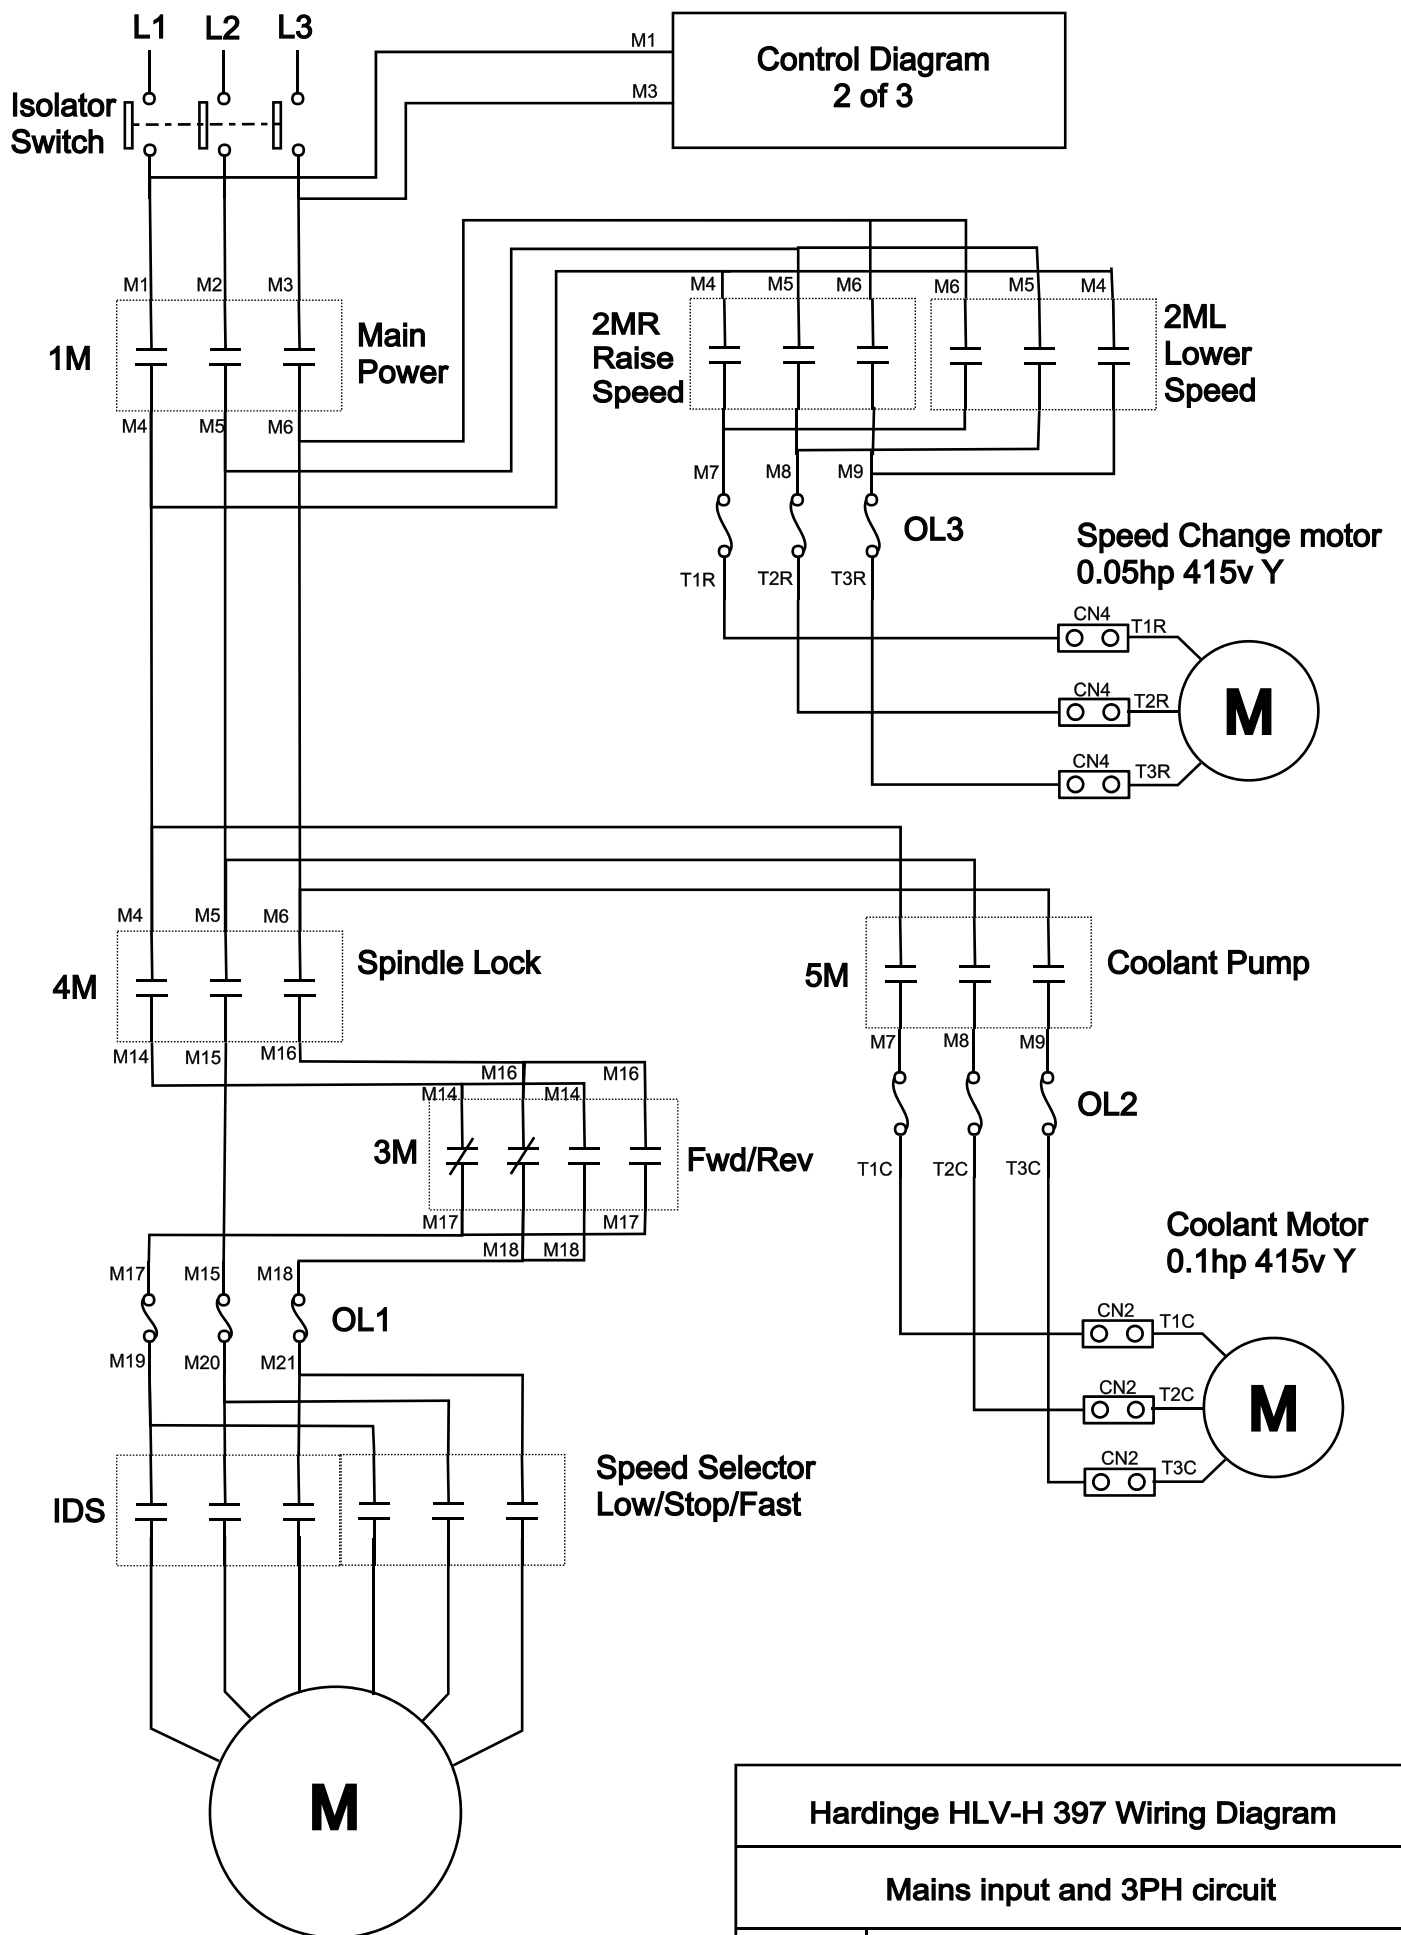 L1 L2 L3
M1
Control Diagram
2 of 3
M3
Isolator
Switch
M1 M2 M3
M4 M5 M6 M6 M5 M4
1M
Main
Power
2MR
Raise
Speed
2ML
Lower
Speed
M4 M5 M6
M7 M8 M9
OL3
T1R T2R T3R
Speed Change motor
0.05hp 415v Y
CN4 T1R
CN4 T2R
CN4 T3R
M
M4 M5 M6
4M
Spindle Lock
5M
Coolant Pump
M14 M15 M16
M7 M8 M9
M16 M16
M14 M14
3M
Fwd/Rev
OL2
T1C T2C T3C
M17 M17
M18 M18
Coolant Motor
0.1hp 415v Y
M17 M15 M18
OL1
M19 M20 M21
CN2 T1C
CN2 T2C
CN2 T3C
M
IDS
Speed Selector
Low/Stop/Fast
M
Hardinge HLV-H 397 Wiring Diagram
Mains input and 3PH circuit